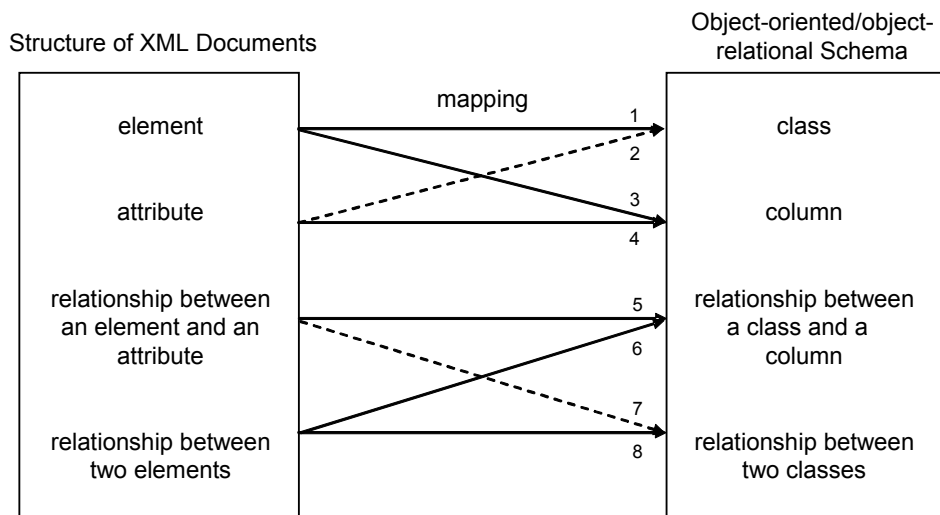 Structure of XML Documents
Object-oriented/object-
relational Schema
mapping
element
attribute
relationship between
an element and an
attribute
relationship between
two elements
1
2
3
4
5
6
7
8
class
column
relationship between
a class and a
column
relationship between
two classes